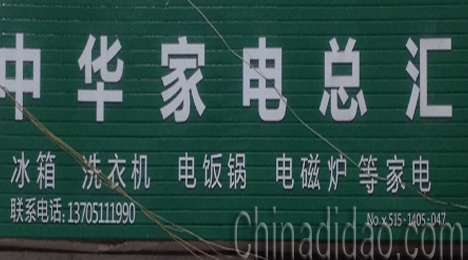 中华家电总汇
冰箱 洗衣机 电饭锅 电磁炉等家电
联系电话:13705111990
No.x515-1405-047
Chinadidao.com